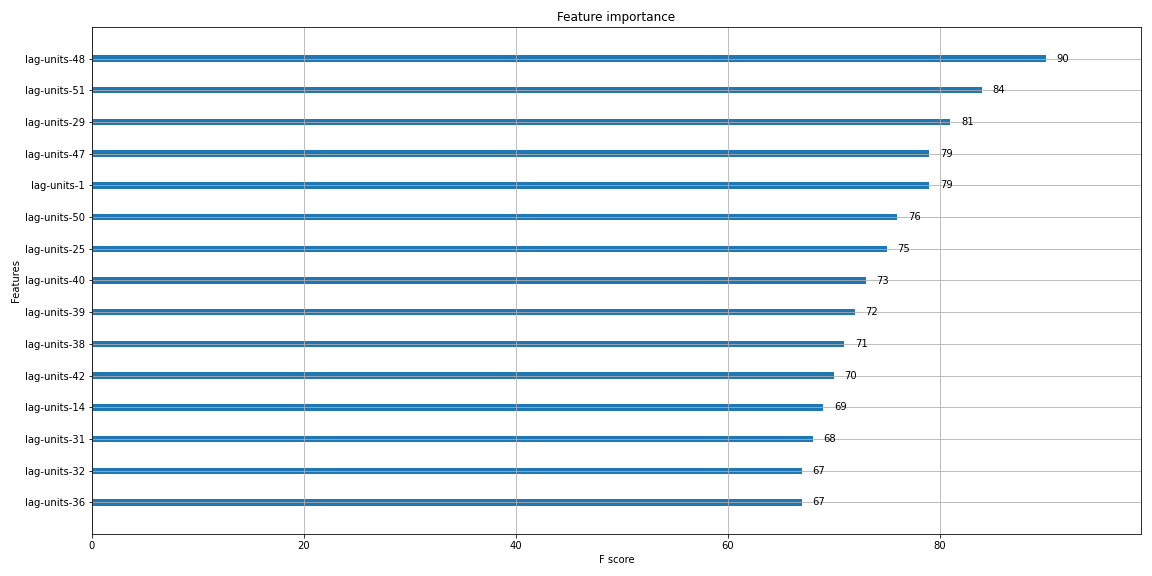 Feature importance
Features
lag-units-48 90
lag-units-51 84
lag-units-29 81
lag-units-47 79
lag-units-1 79
lag-units-50 76
lag-units-25 75
lag-units-40 73
lag-units-39 72
lag-units-38 71
lag-units-42 70
lag-units-14 69
lag-units-31 68
lag-units-32 67
lag-units-36 67
0 20 40 60 80
F score